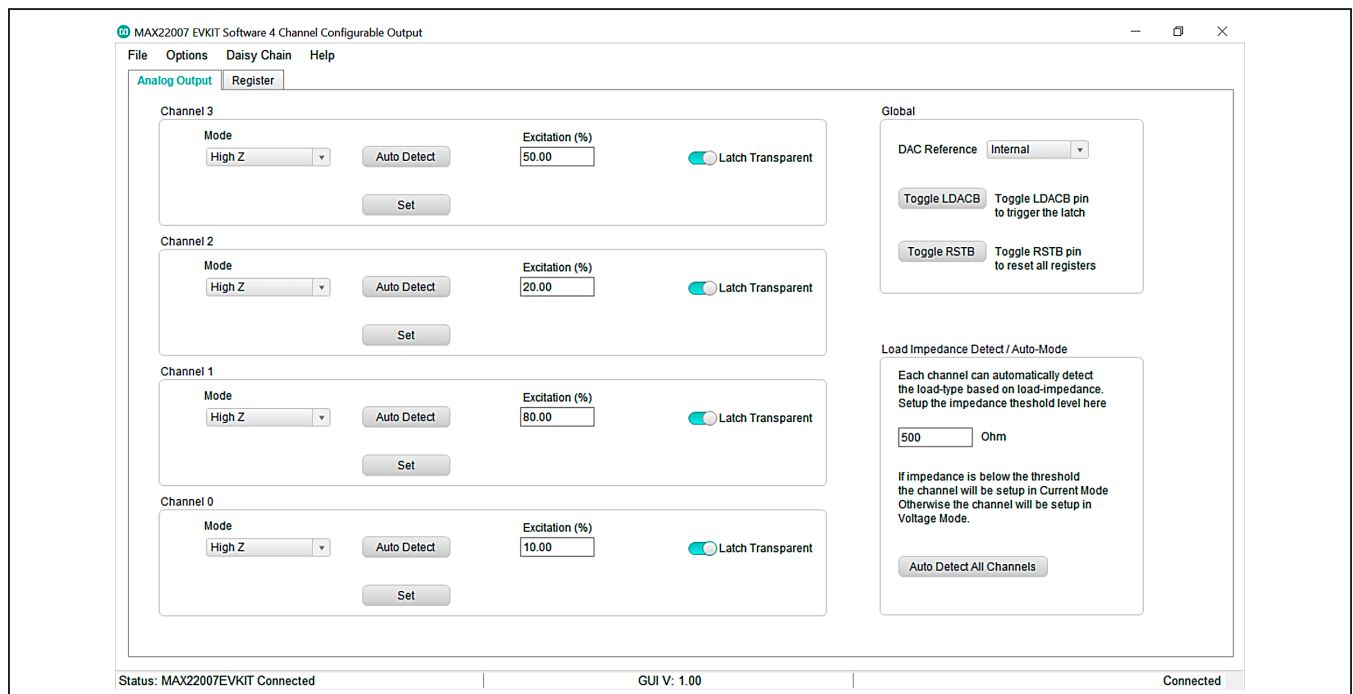 MAX22007 EVKIT Software 4 Channel Configurable Output
File Options Daisy Chain Help
Analog Output Register
Channel 3
Mode
High Z
Auto Detect
Set
Excitation (%)
50.00
Latch Transparent
Channel 2
Mode
High Z
Auto Detect
Set
Excitation (%)
20.00
Latch Transparent
Channel 1
Mode
High Z
Auto Detect
Set
Excitation (%)
80.00
Latch Transparent
Channel 0
Mode
High Z
Auto Detect
Set
Excitation (%)
10.00
Latch Transparent
Global
DAC Reference Internal
Toggle LDACB
Toggle LDACB pin
to trigger the latch
Toggle RSTB
Toggle RSTB pin
to reset all registers
Load Impedance Detect / Auto-Mode
Each channel can automatically detect
the load-type based on load-impedance.
Setup the impedance theshold level here
500 Ohm
If impedance is below the threshold
the channel will be setup in Current Mode
Otherwise the channel will be setup in
Voltage Mode.
Auto Detect All Channels
Status: MAX22007EVKIT Connected
GUI V: 1.00
Connected